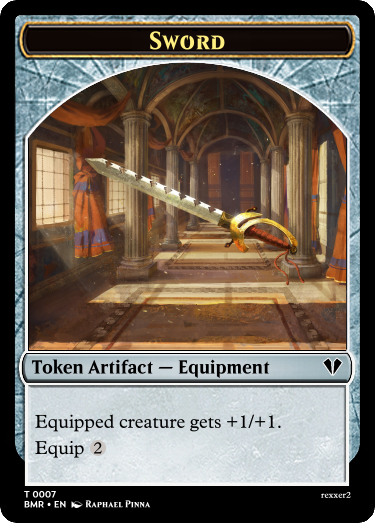 Sword
Token Artifact — Equipment
Equipped creature gets +1/+1.
Equip 2
T 0007
BMR • EN Raphael Pinna
rexxer2